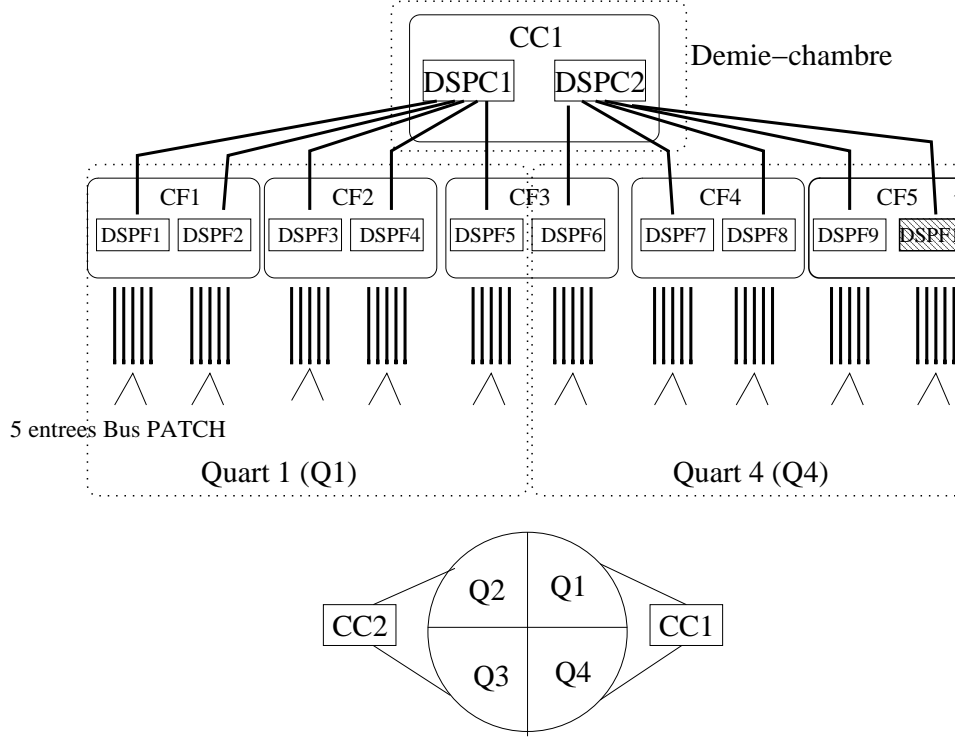 CC1
Demie−chambre
DSPC1 DSPC2
CF1 CF2 CF3 CF4 CF5
DSPF1 DSPF2 DSPF3 DSPF4 DSPF5 DSPF6 DSPF7 DSPF8 DSPF9
5 entrees Bus PATCH
Quart 1 (Q1) Quart 4 (Q4)
Q2 Q1
CC2 CC1
Q3 Q4